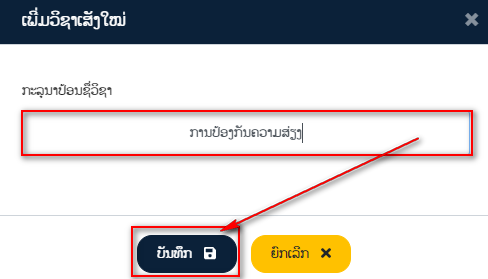 ເພີ່ມວິຊາເສັງໃໝ່
ກະລຸນາປ້ອນຊື່ວິຊາ
ການປ້ອງກັນຄວາມສ່ຽງ
ບັນທຶກ
ຍົກເລິກ